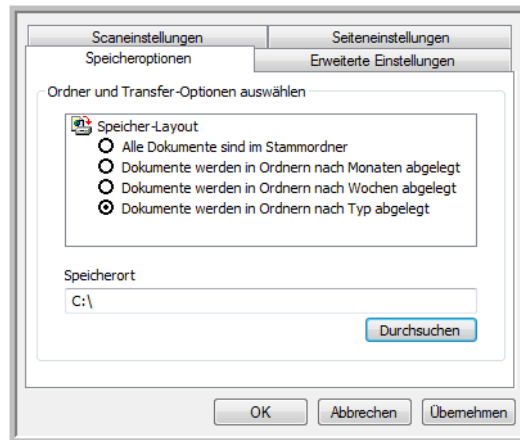 Scaneinstellungen
Seiteneinstellungen
Speicheroptionen
Erweiterte Einstellungen
Ordner und Transfer-Optionen auswählen
Speicher-Layout
Alle Dokumente sind im Stammordner
Dokumente werden in Ordnern nach Monaten abgelegt
Dokumente werden in Ordnern nach Wochen abgelegt
Dokumente werden in Ordnern nach Typ abgelegt
Speicherort
C:\
Durchsuchen
OK
Abbrechen
Übernehmen